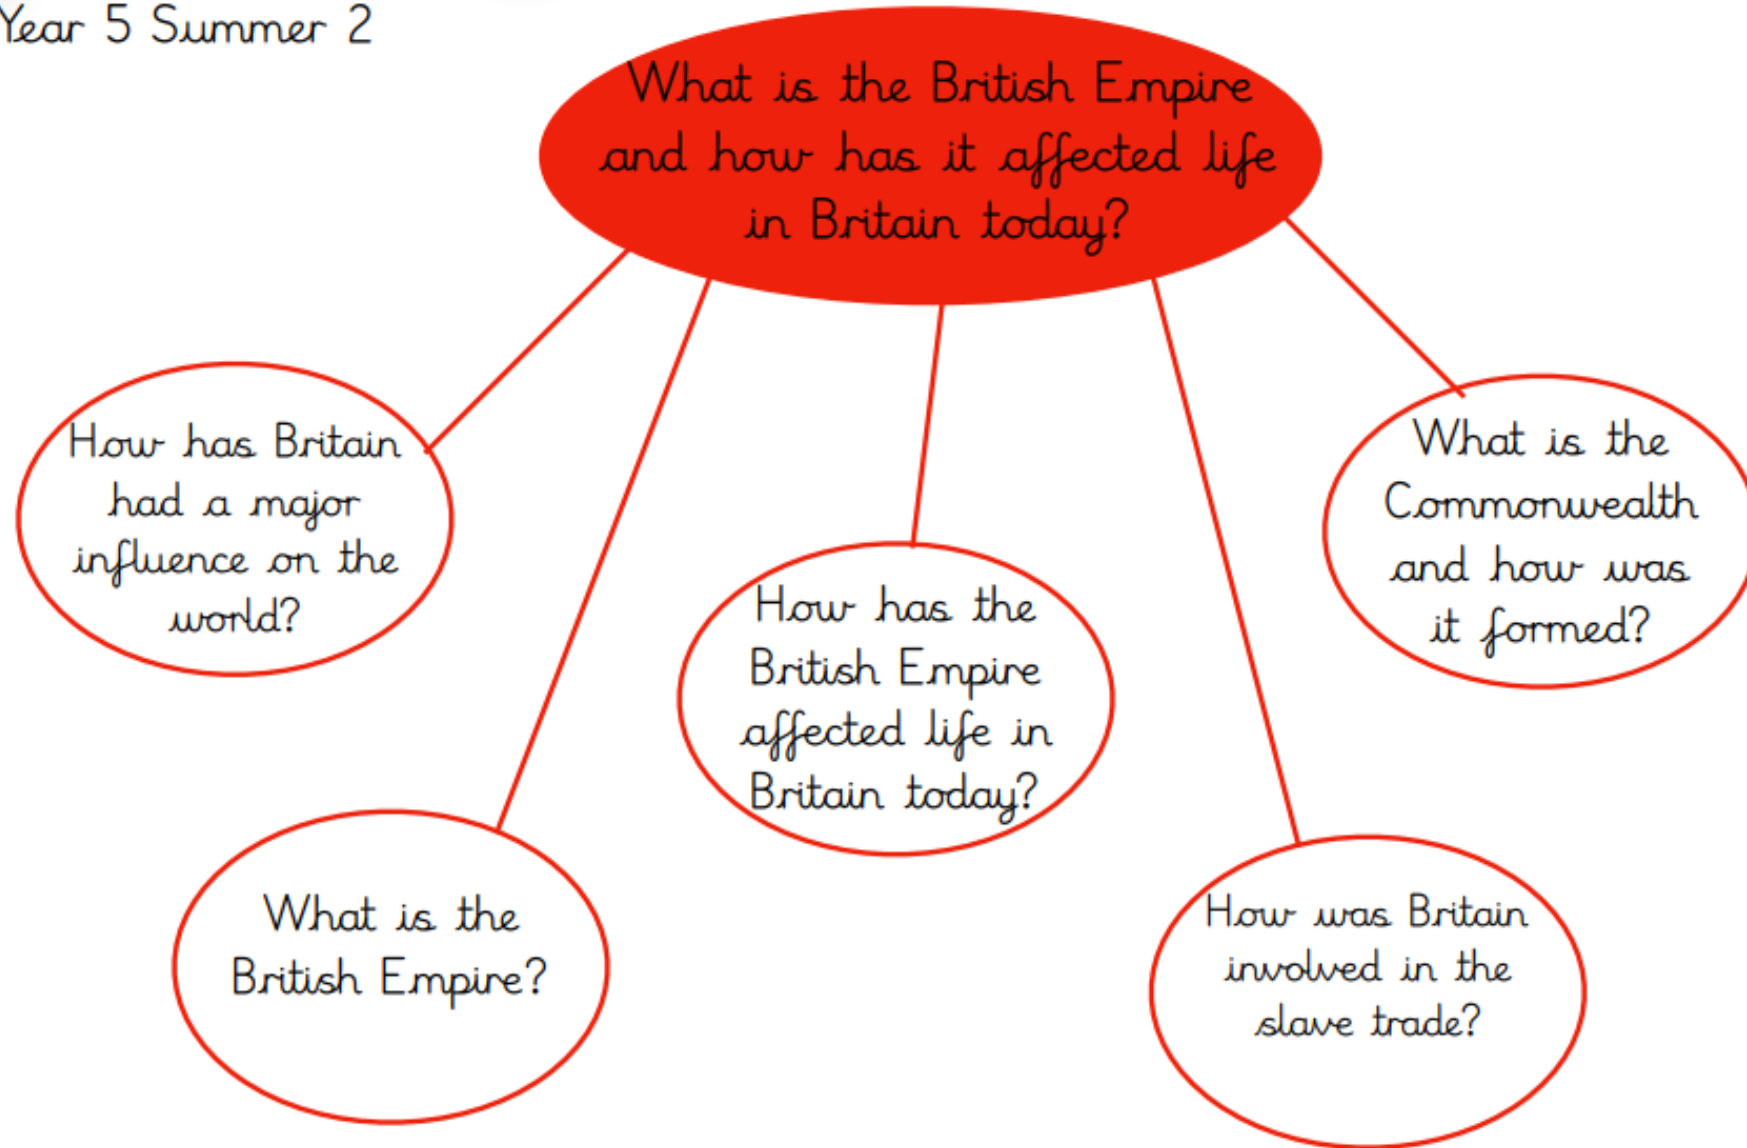 Year 5 Summer 2
What is the British Empire
and how has it affected life
in Britain today?
How has Britain
had a major
influence on the
world?
What is the
British Empire?
How has the
British Empire
affected life in
Britain today?
How was Britain
involved in the
slave trade?
What is the
Commonwealth
and how was
it formed?